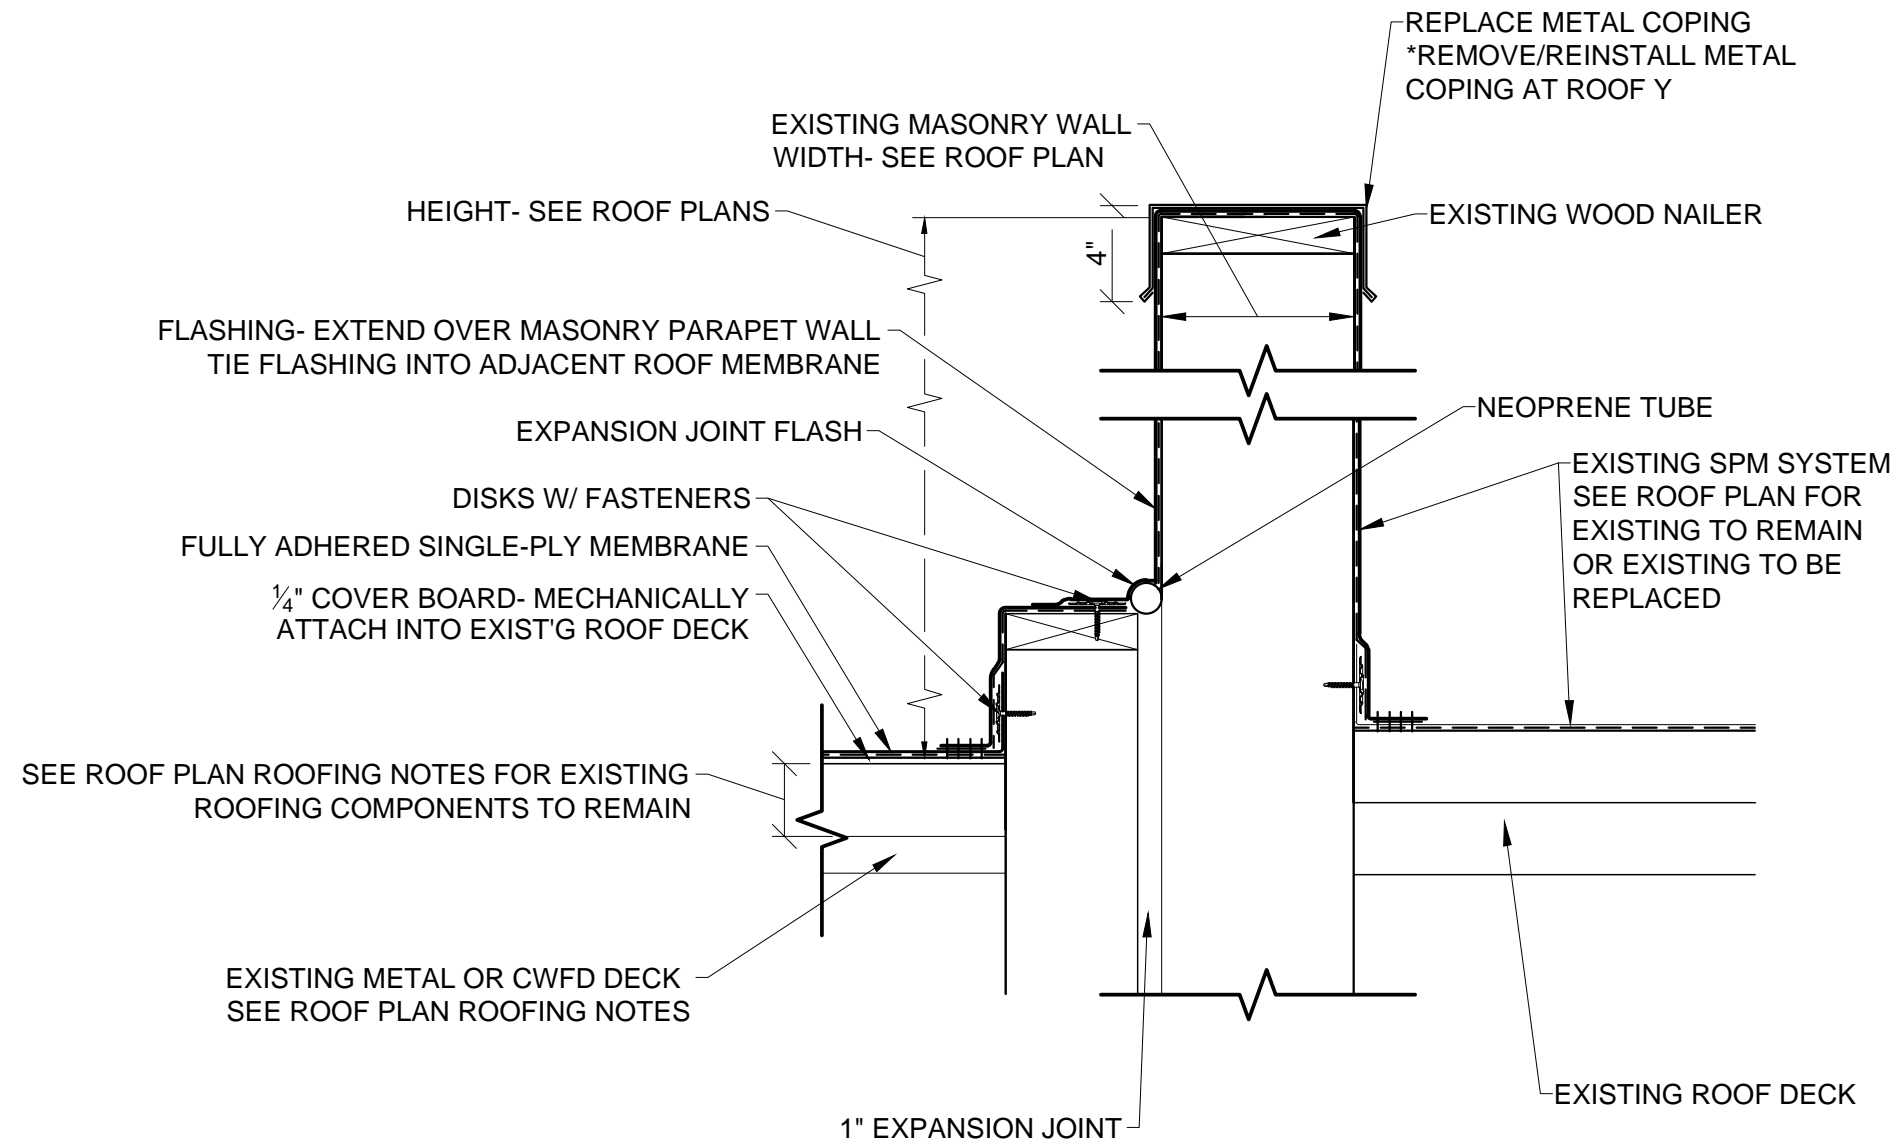 REPLACE METAL COPING
*REMOVE/REINSTALL METAL
COPING AT ROOF Y
EXISTING MASONRY WALL
WIDTH- SEE ROOF PLAN
HEIGHT- SEE ROOF PLANS
EXISTING WOOD NAILER
4"
FLASHING- EXTEND OVER MASONRY PARAPET WALL
TIE FLASHING INTO ADJACENT ROOF MEMBRANE
NEOPRENE TUBE
EXPANSION JOINT FLASH
EXISTING SPM SYSTEM
SEE ROOF PLAN FOR
EXISTING TO REMAIN
OR EXISTING TO BE
REPLACED
DISKS W/ FASTENERS
FULLY ADHERED SINGLE-PLY MEMBRANE
1/4" COVER BOARD- MECHANICALLY
ATTACH INTO EXIST'G ROOF DECK
SEE ROOF PLAN ROOFING NOTES FOR EXISTING
ROOFING COMPONENTS TO REMAIN
EXISTING METAL OR CWFD DECK
SEE ROOF PLAN ROOFING NOTES
EXISTING ROOF DECK
1" EXPANSION JOINT